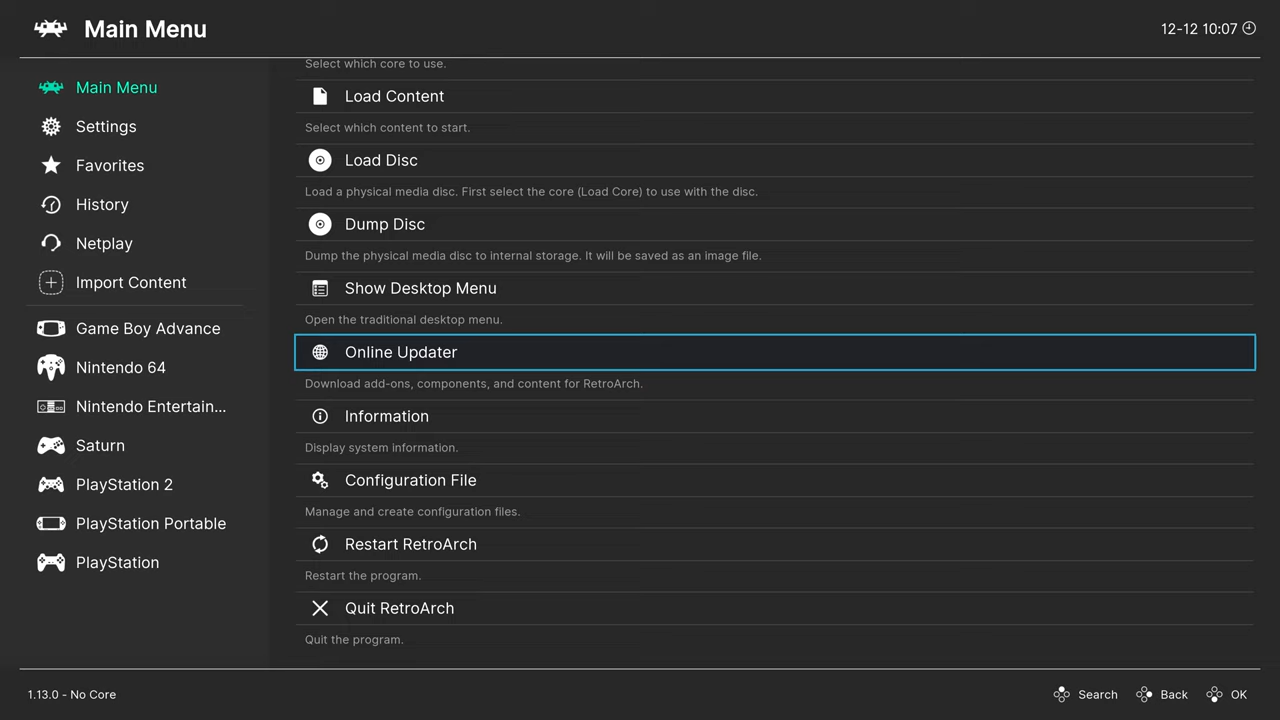 Main Menu
12-12 10:07
Main Menu
Settings
Favorites
History
Netplay
Import Content
Game Boy Advance
Nintendo 64
Nintendo Entertain...
Saturn
PlayStation 2
PlayStation Portable
PlayStation
Select which core to use.
Load Content
Select which content to start.
Load Disc
Load a physical media disc. First select the core (Load Core) to use with the disc.
Dump Disc
Dump the physical media disc to internal storage. It will be saved as an image file.
Show Desktop Menu
Open the traditional desktop menu.
Online Updater
Download add-ons, components, and content for RetroArch.
Information
Display system information.
Configuration File
Manage and create configuration files.
Restart RetroArch
Restart the program.
Quit RetroArch
Quit the program.
1.13.0 - No Core
Search Back OK